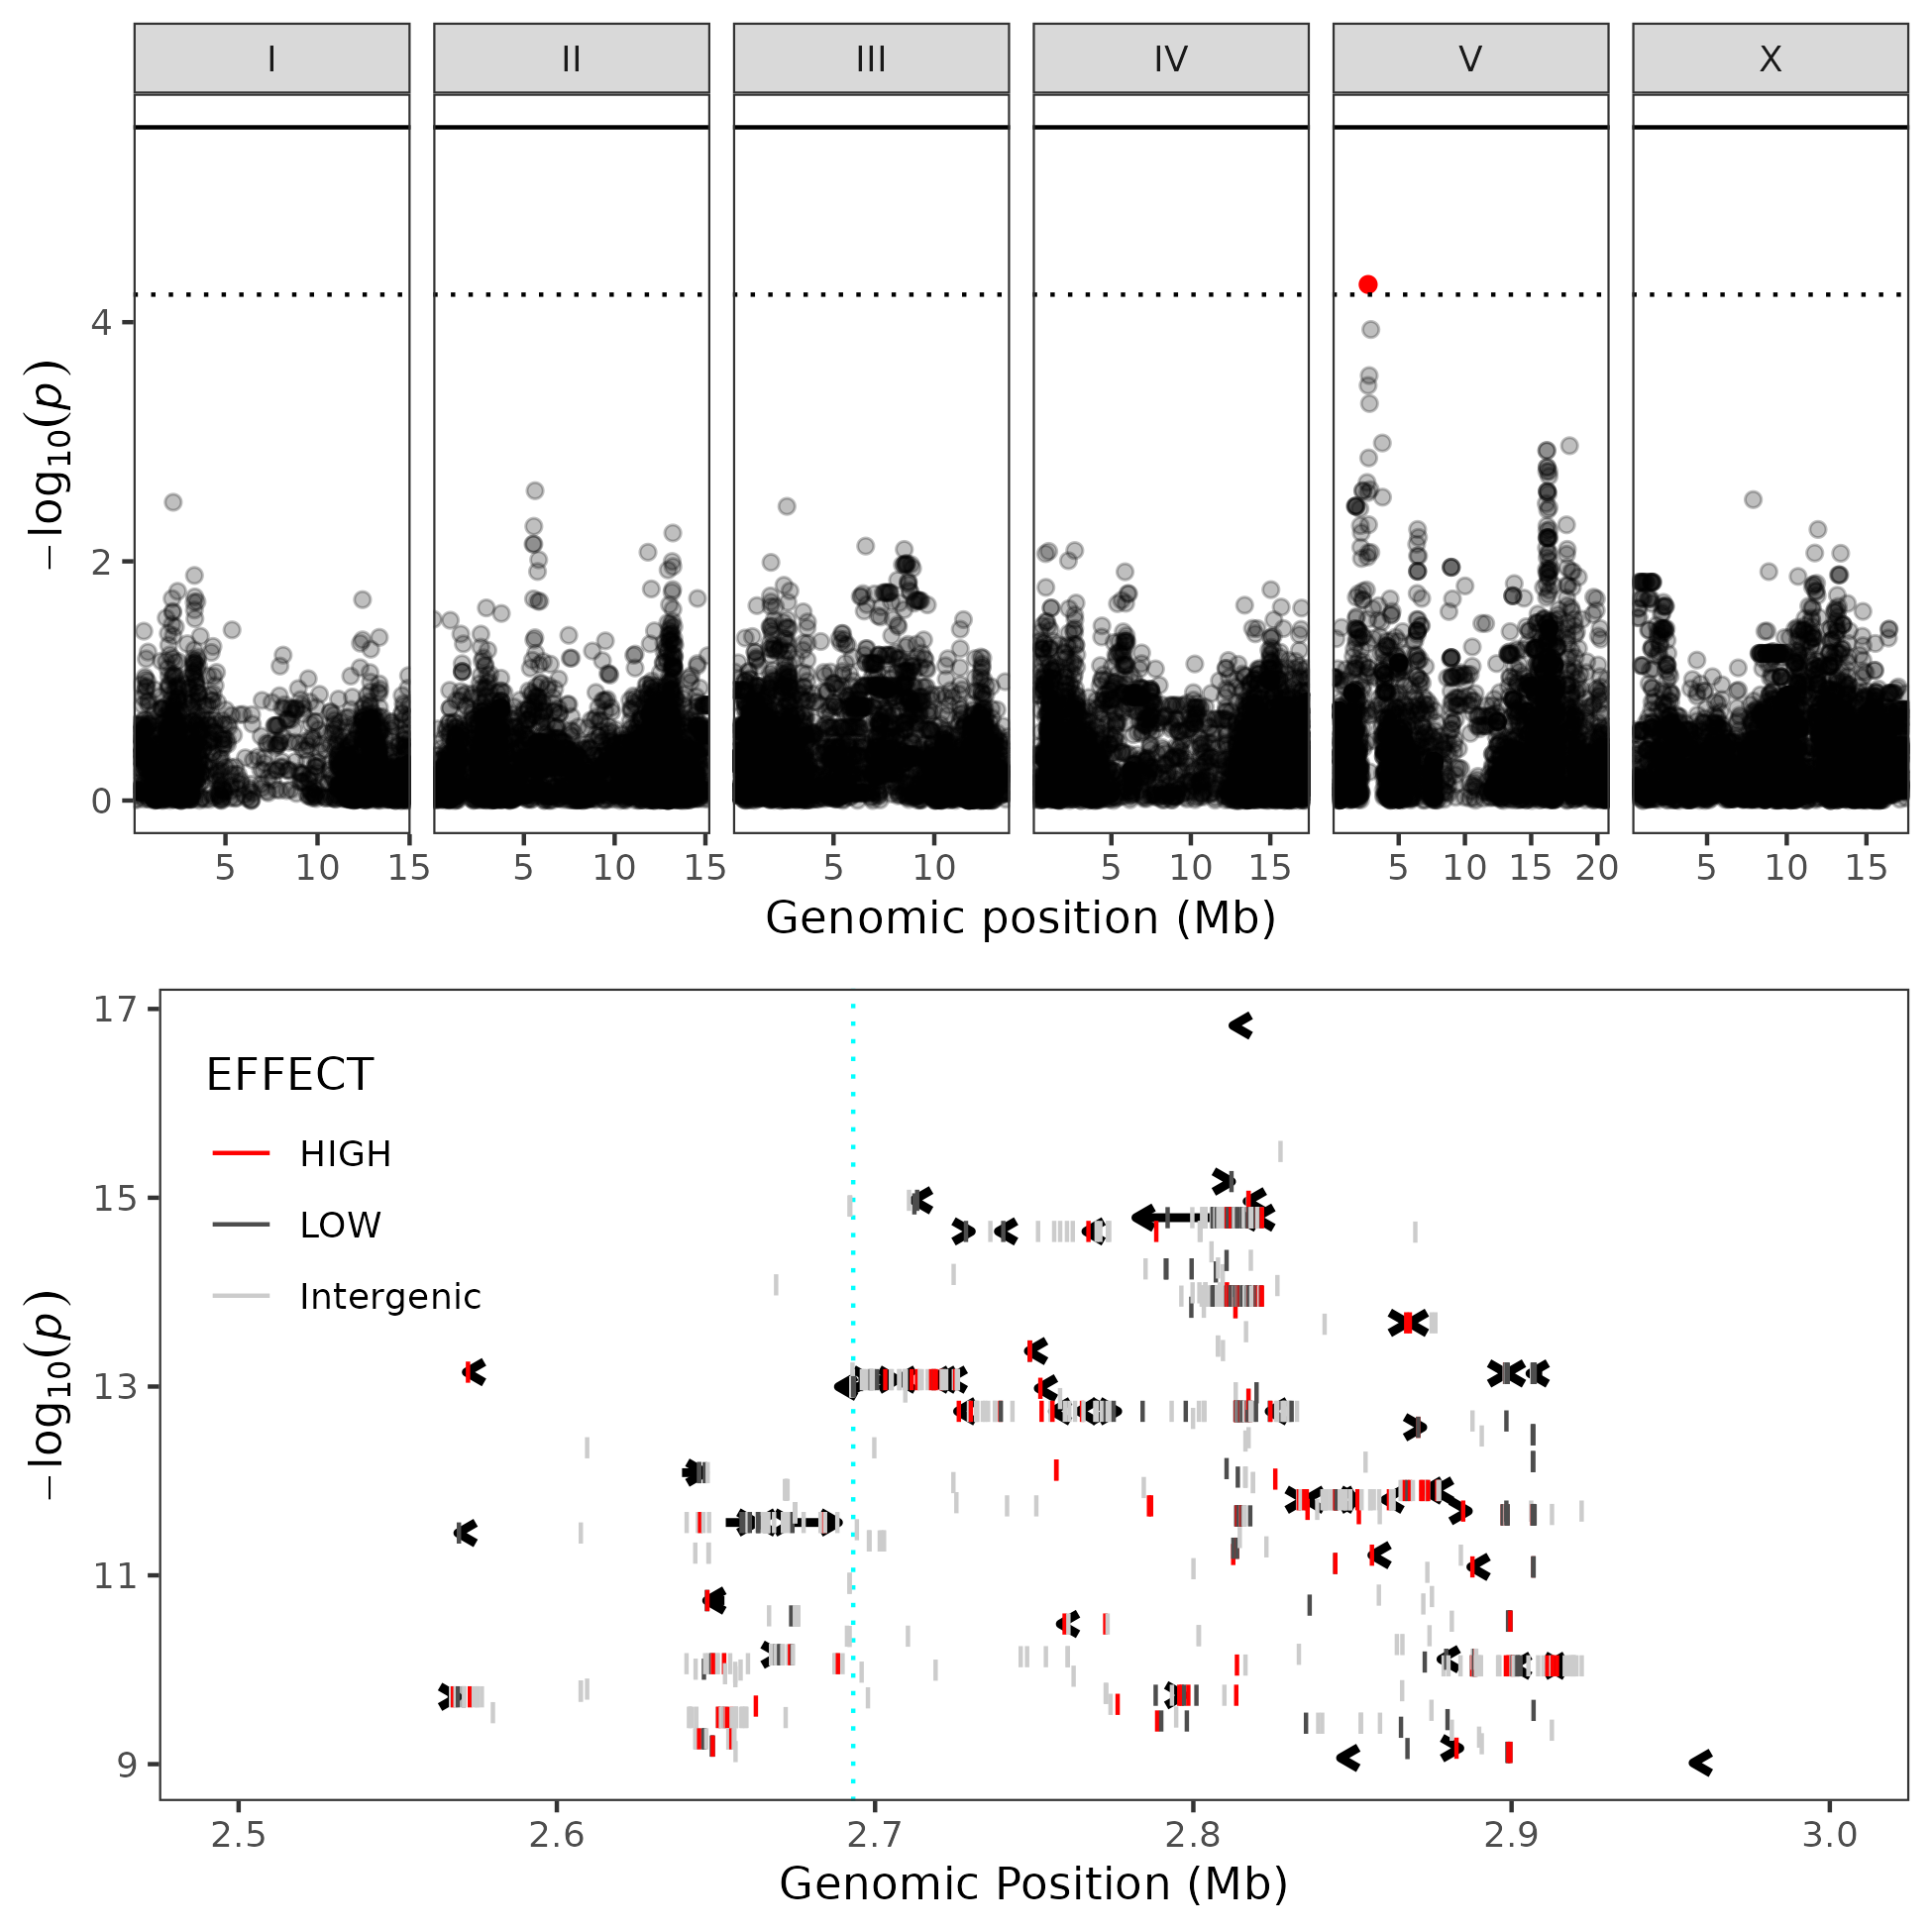 I II III IV V X
4
2
0
−log10(p)
5 10 15 5 10 15 5 10 5 10 15 5 10 15 20 5 10 15
Genomic position (Mb)
17
15
13
11
9
−log10(p)
EFFECT
HIGH
LOW
Intergenic
2.5 2.6 2.7 2.8 2.9 3.0
Genomic Position (Mb)